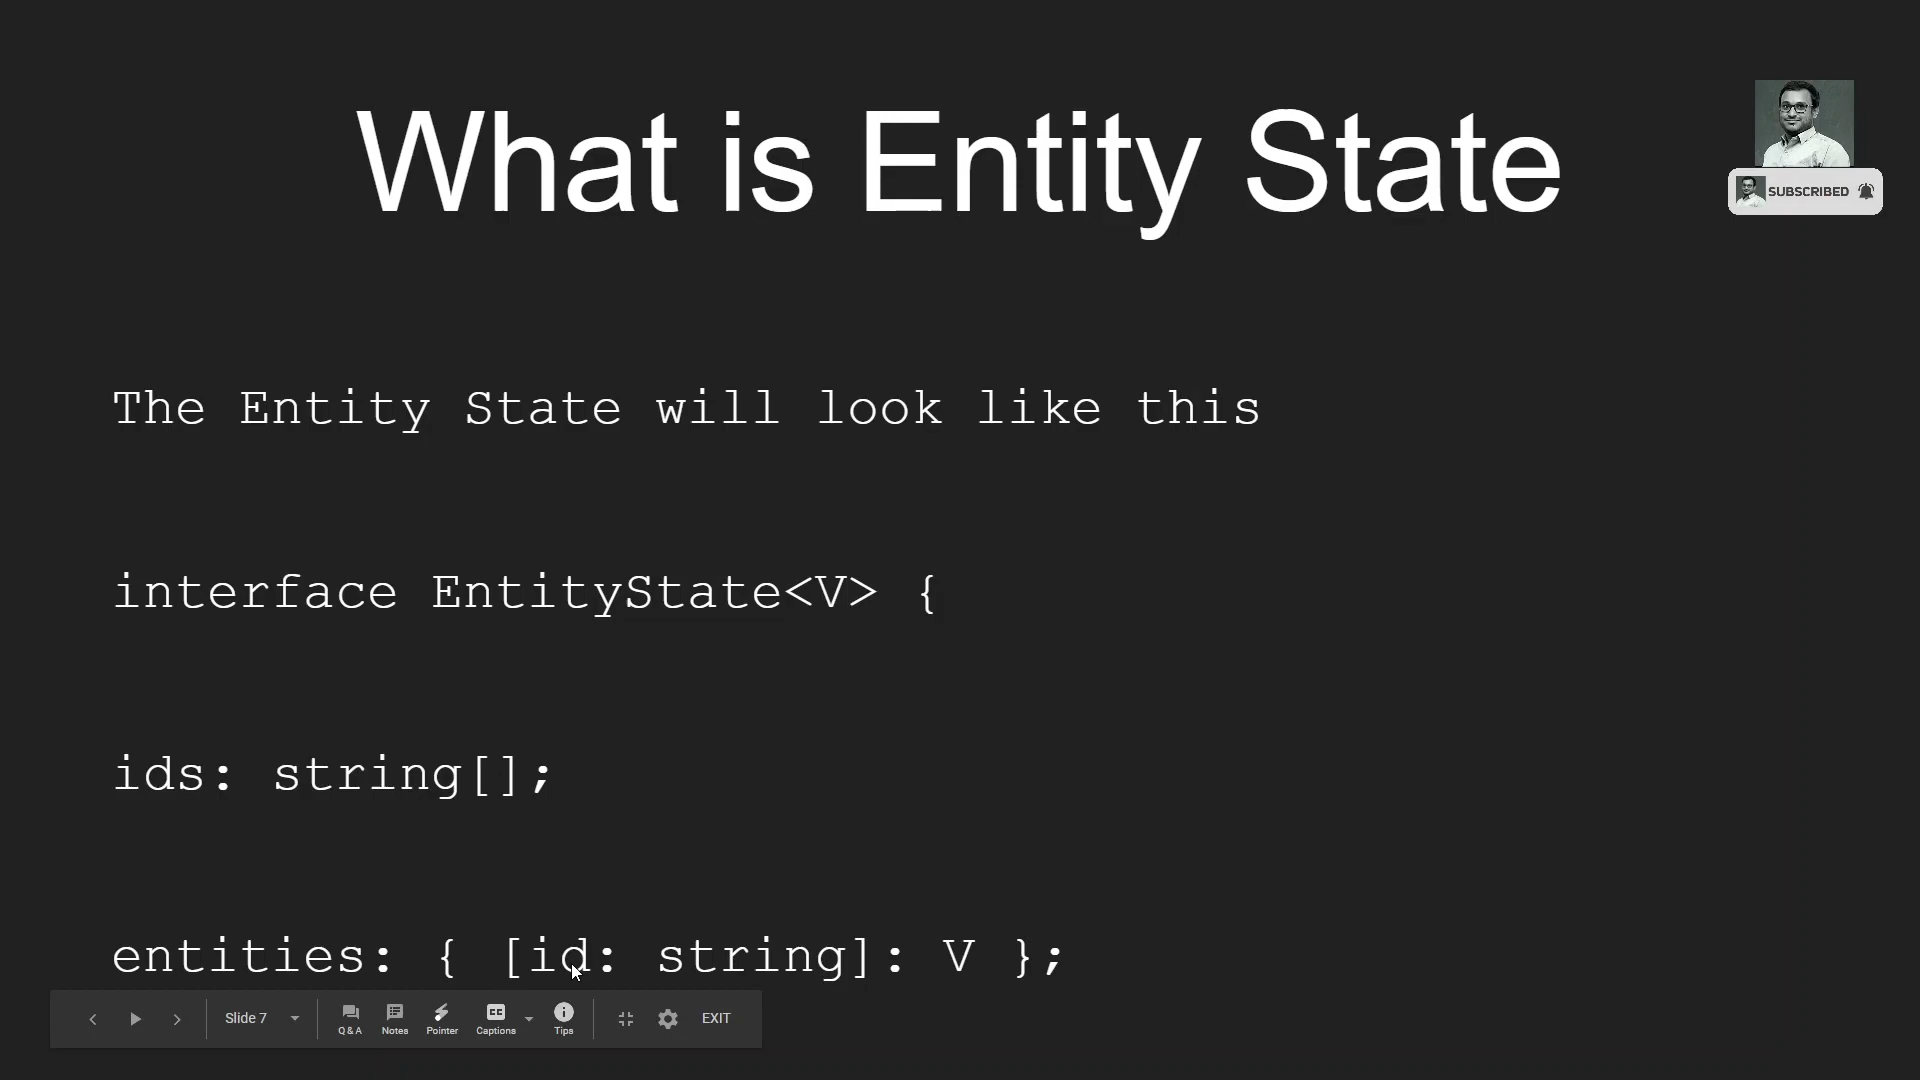 What is Entity State
SUBSCRIBED
The Entity State will look like this
interface EntityState<V> {
ids: string[];
entities: { [id: string]: V };
Slide 7
Q & A
Notes
Pointer
CC
Captions
Tips
EXIT